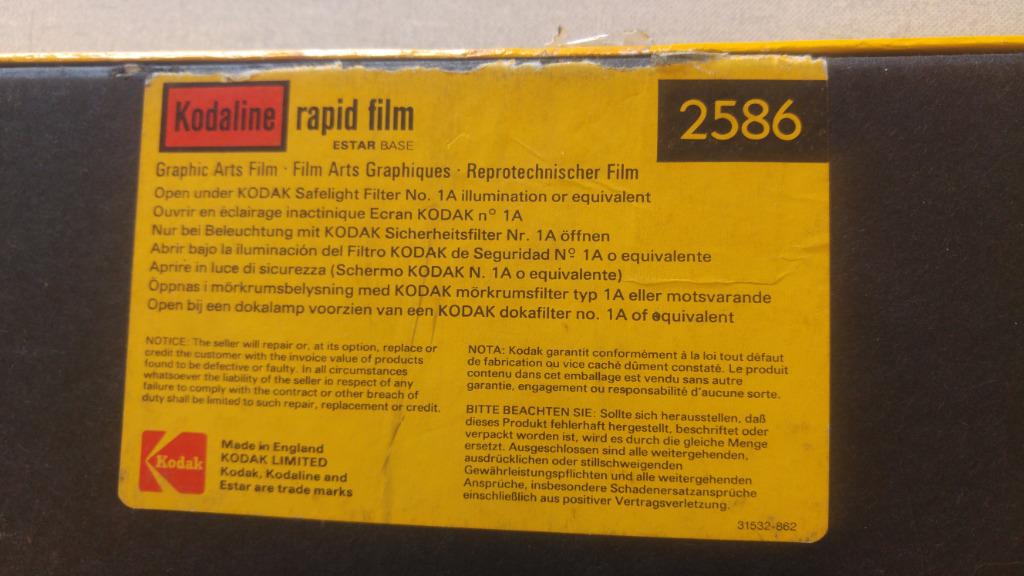 Kodaline rapid film
ESTAR BASE
2586
Graphic Arts Film · Film Arts Graphiques · Reprotechnischer Film
Open under KODAK Safelight Filter No. 1A illumination or equivalent
Ouvrir en éclairage inactinique Ecran KODAK nº 1A
Nur bei Beleuchtung mit KODAK Sicherheitsfilter Nr. 1A öffnen
Abrir bajo la iluminación del Filtro KODAK de Seguridad Nº 1A o equivalente
Aprire in luce di sicurezza (Schermo KODAK N. 1A o equivalente)
Öppnas i mörkrumsbelysning med KODAK mörkrumsfilter typ 1A eller motsvarande
Open bij een dokalamp voorzien van een KODAK dokafilter no. 1A of equivalent
NOTICE: The seller will repair or, at its option, replace or
credit the customer with the invoice value of products
found to be defective or faulty. In all circumstances
whatsoever the liability of the seller in respect of any
failure to comply with the contract or other breach of
duty shall be limited to such repair, replacement or credit.
Kodak
Made in England
KODAK LIMITED
Kodak, Kodaline and
Estar are trade marks
NOTA: Kodak garantit conformément à la loi tout défaut
de fabrication ou vice caché dûment constaté. Le produit
contenu dans cet emballage est vendu sans autre
garantie, engagement ou responsabilité d'aucune sorte.
BITTE BEACHTEN SIE: Sollte sich herausstellen, daß
dieses Produkt fehlerhaft hergestellt, beschriftet oder
verpackt worden ist, wird es durch die gleiche Menge
ersetzt. Ausgeschlossen sind alle weitergehenden,
ausdrücklichen oder stillschweigenden
Gewährleistungspflichten und alle weitergehenden
Ansprüche, insbesondere Schadenersatzansprüche
einschließlich aus positiver Vertragsverletzung.
31532-862